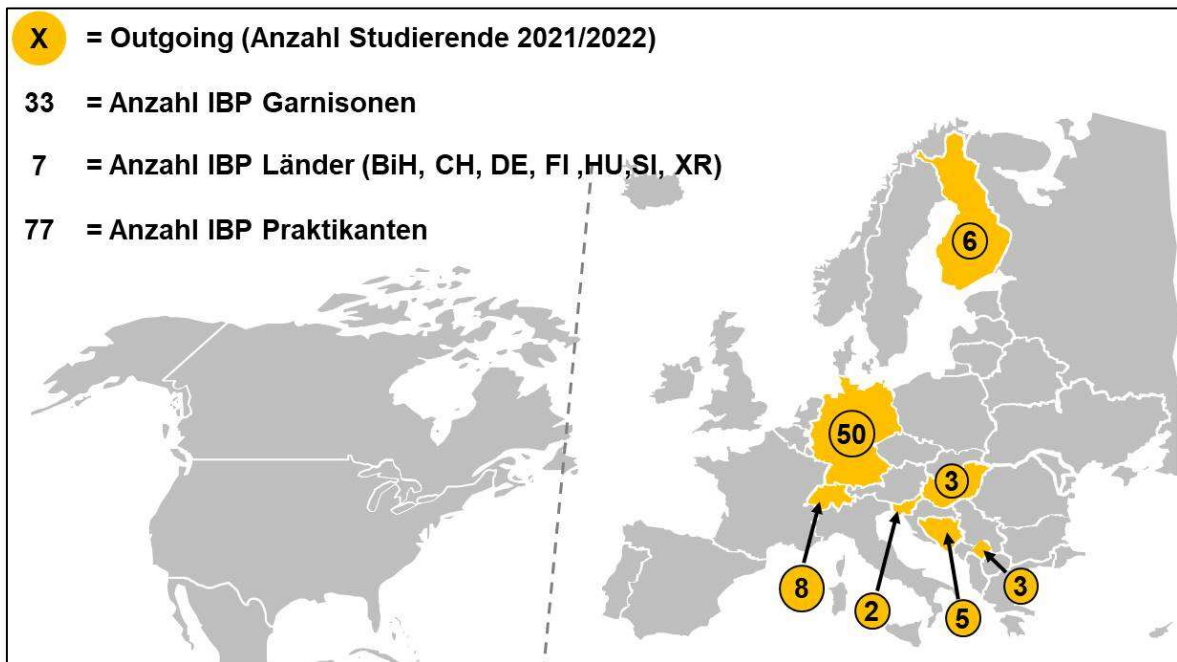 X = Outgoing (Anzahl Studierende 2021/2022)
33 = Anzahl IBP Garnisonen
7 = Anzahl IBP Länder (BiH, CH, DE, FI ,HU,SI, XR)
77 = Anzahl IBP Praktikanten
6
50
3
8
2
5
3